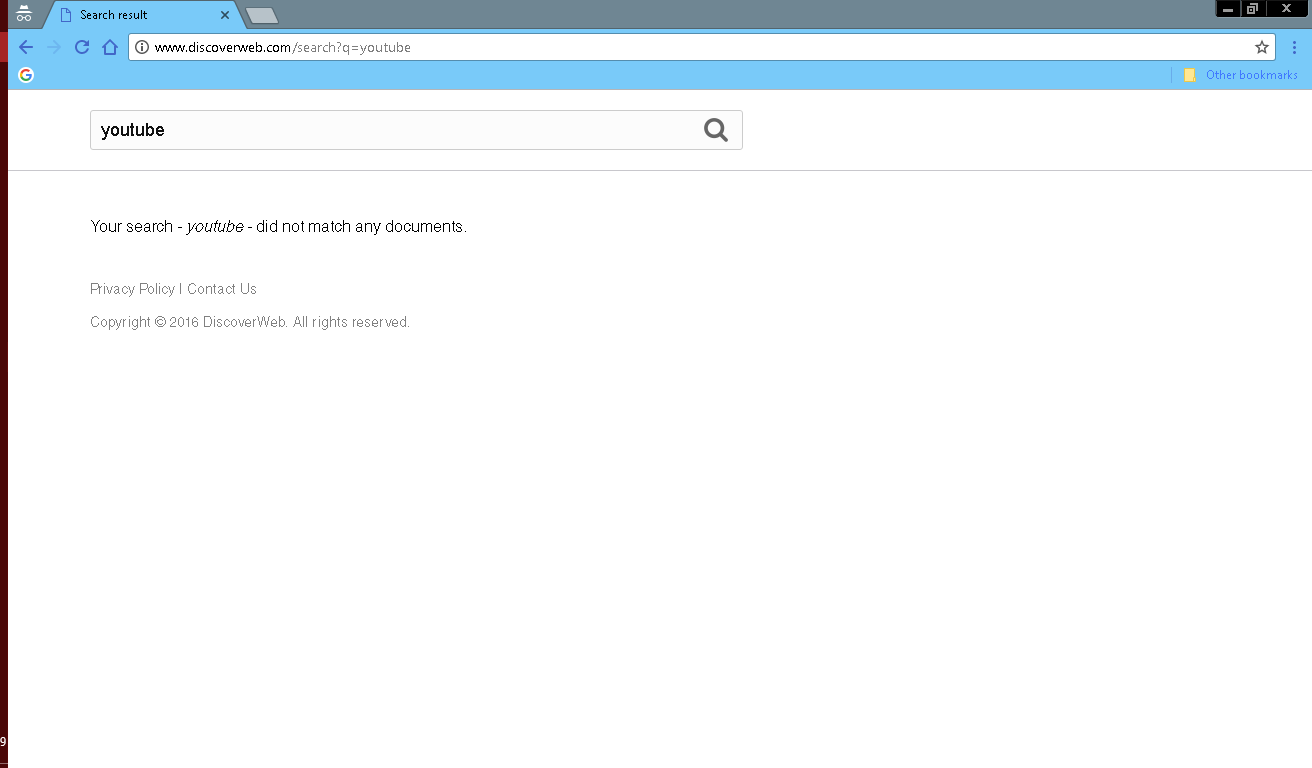 Search result
www.discoverweb.com/search?q=youtube
Other bookmarks
youtube
Your search - youtube - did not match any documents.
Privacy Policy | Contact Us
Copyright © 2016 DiscoverWeb. All rights reserved.
9